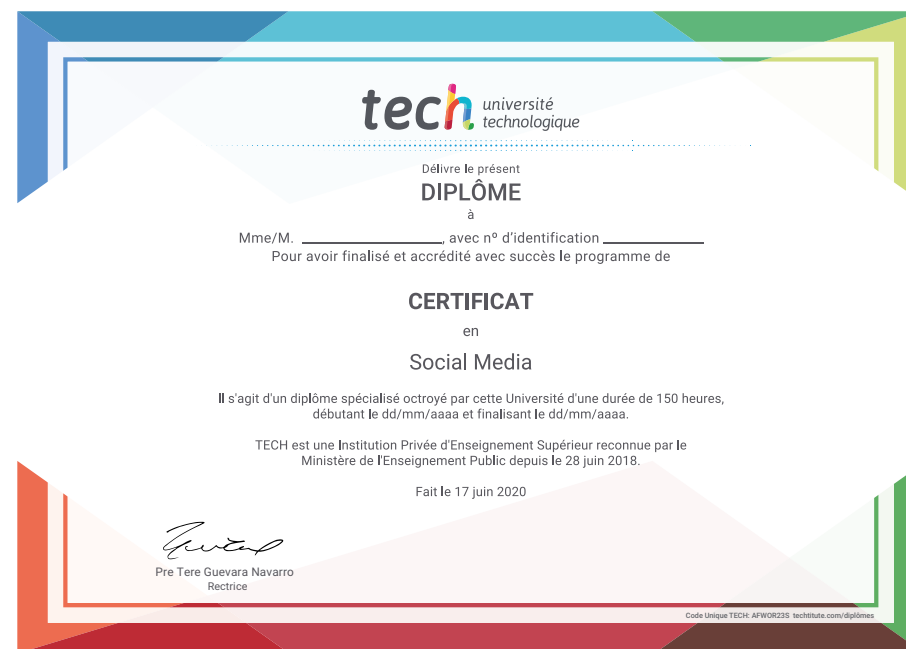 tech université
technologique
Délivre le présent
DIPLÔME
à
Mme/M. ____________________, avec nº d'identification ______________
Pour avoir finalisé et accrédité avec succès le programme de
CERTIFICAT
en
Social Media
Il s'agit d'un diplôme spécialisé octroyé par cette Université d'une durée de 150 heures,
débutant le dd/mm/aaaa et finalisant le dd/mm/aaaa.
TECH est une Institution Privée d'Enseignement Supérieur reconnue par le
Ministère de l'Enseignement Public depuis le 28 juin 2018.
Fait le 17 juin 2020
Pre Tere Guevara Navarro
Rectrice
Code Unique TECH: AFWOR23S techtitute.com/diplômes